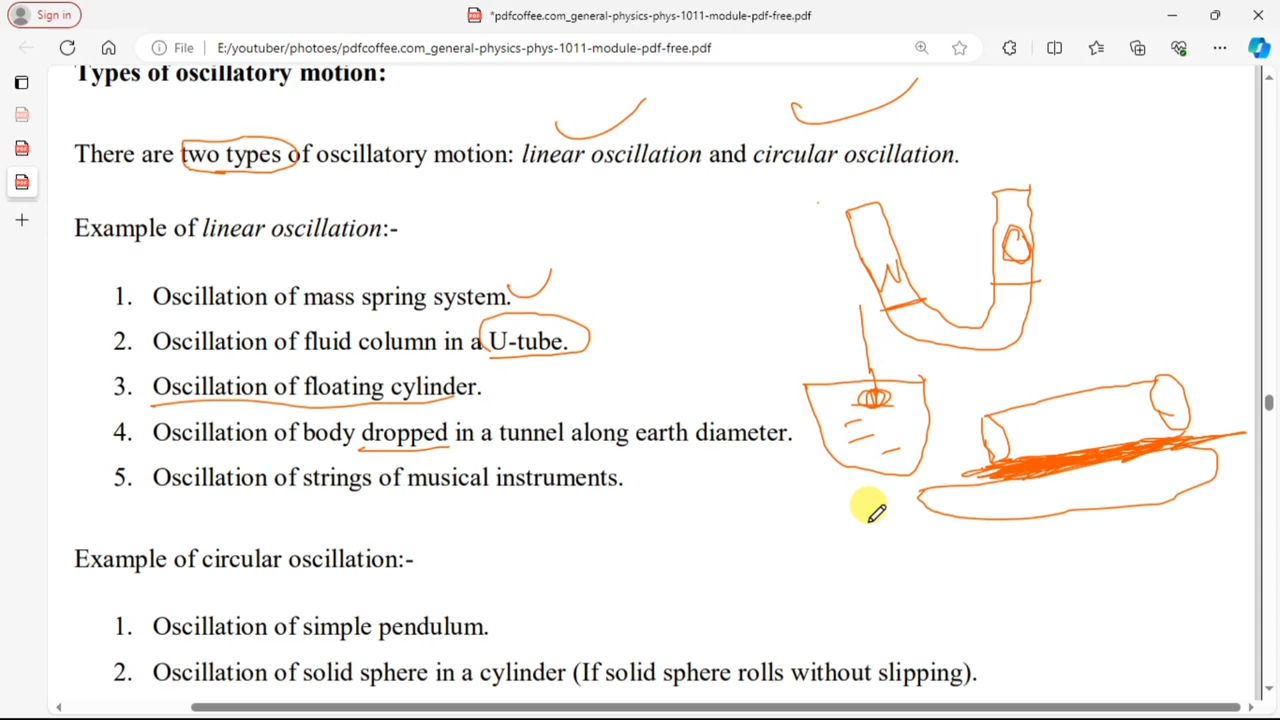 Sign in
*pdfcoffee.com_general-physics-phys-1011-module-pdf-free.pdf
File
E:/youtuber/photoes/pdfcoffee.com_general-physics-phys-1011-module-pdf-free.pdf
Types of oscillatory motion:
There are two types of oscillatory motion: linear oscillation and circular oscillation.
Example of linear oscillation:-
1. Oscillation of mass spring system.
2. Oscillation of fluid column in a U-tube.
3. Oscillation of floating cylinder.
4. Oscillation of body dropped in a tunnel along earth diameter.
5. Oscillation of strings of musical instruments.
Example of circular oscillation:-
1. Oscillation of simple pendulum.
2. Oscillation of solid sphere in a cylinder (If solid sphere rolls without slipping).